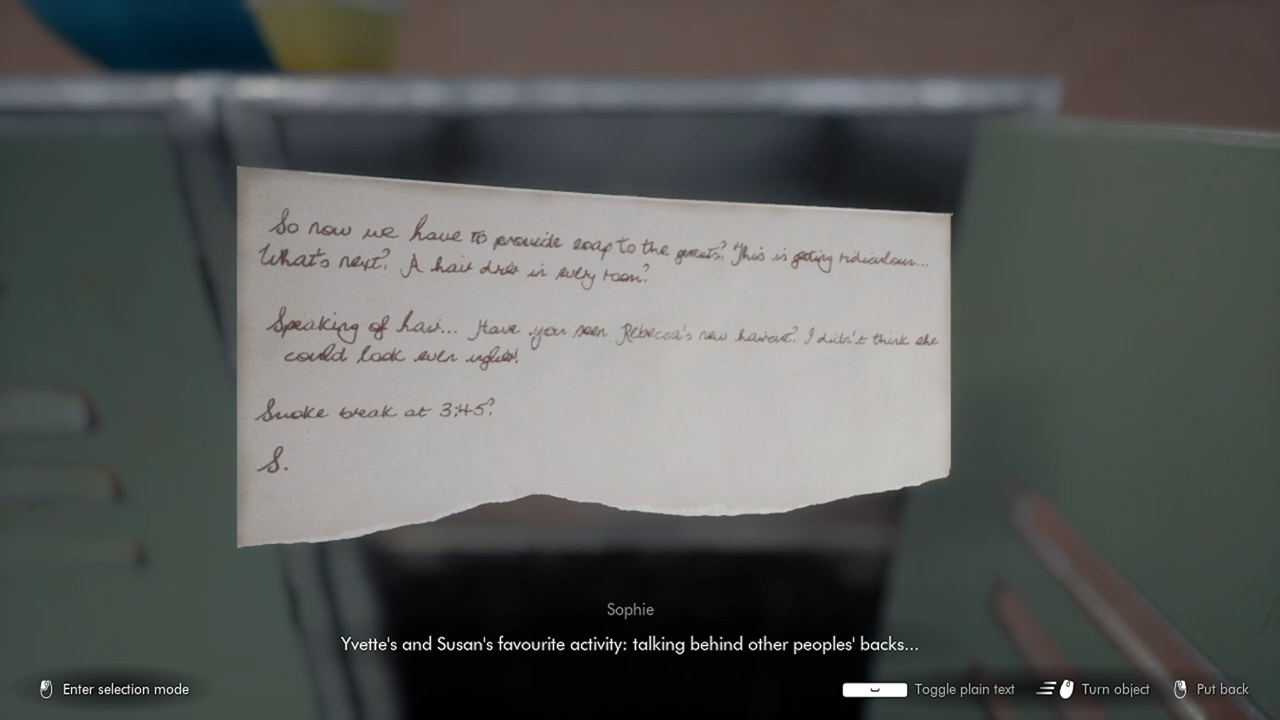 So now we have to provide soap to the guests? This is getting ridiculous...
What's next? A hair drier in every room?
Speaking of hair... Have you seen Rebecca's new haircut? I didn't think she
could look even uglier!
Smoke break at 3:45?
S.
Sophie
Yvette's and Susan's favourite activity: talking behind other peoples' backs...
Enter selection mode
Toggle plain text
Turn object
Put back